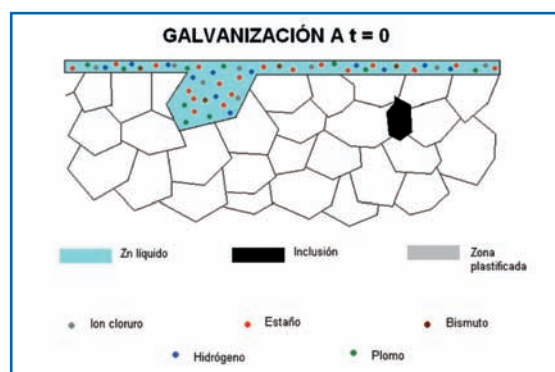 GALVANIZACIÓN A t = 0
Zn líquido
Inclusión
Zona
plastificada
Ion cloruro
Estaño
Bismuto
Hidrógeno
Plomo